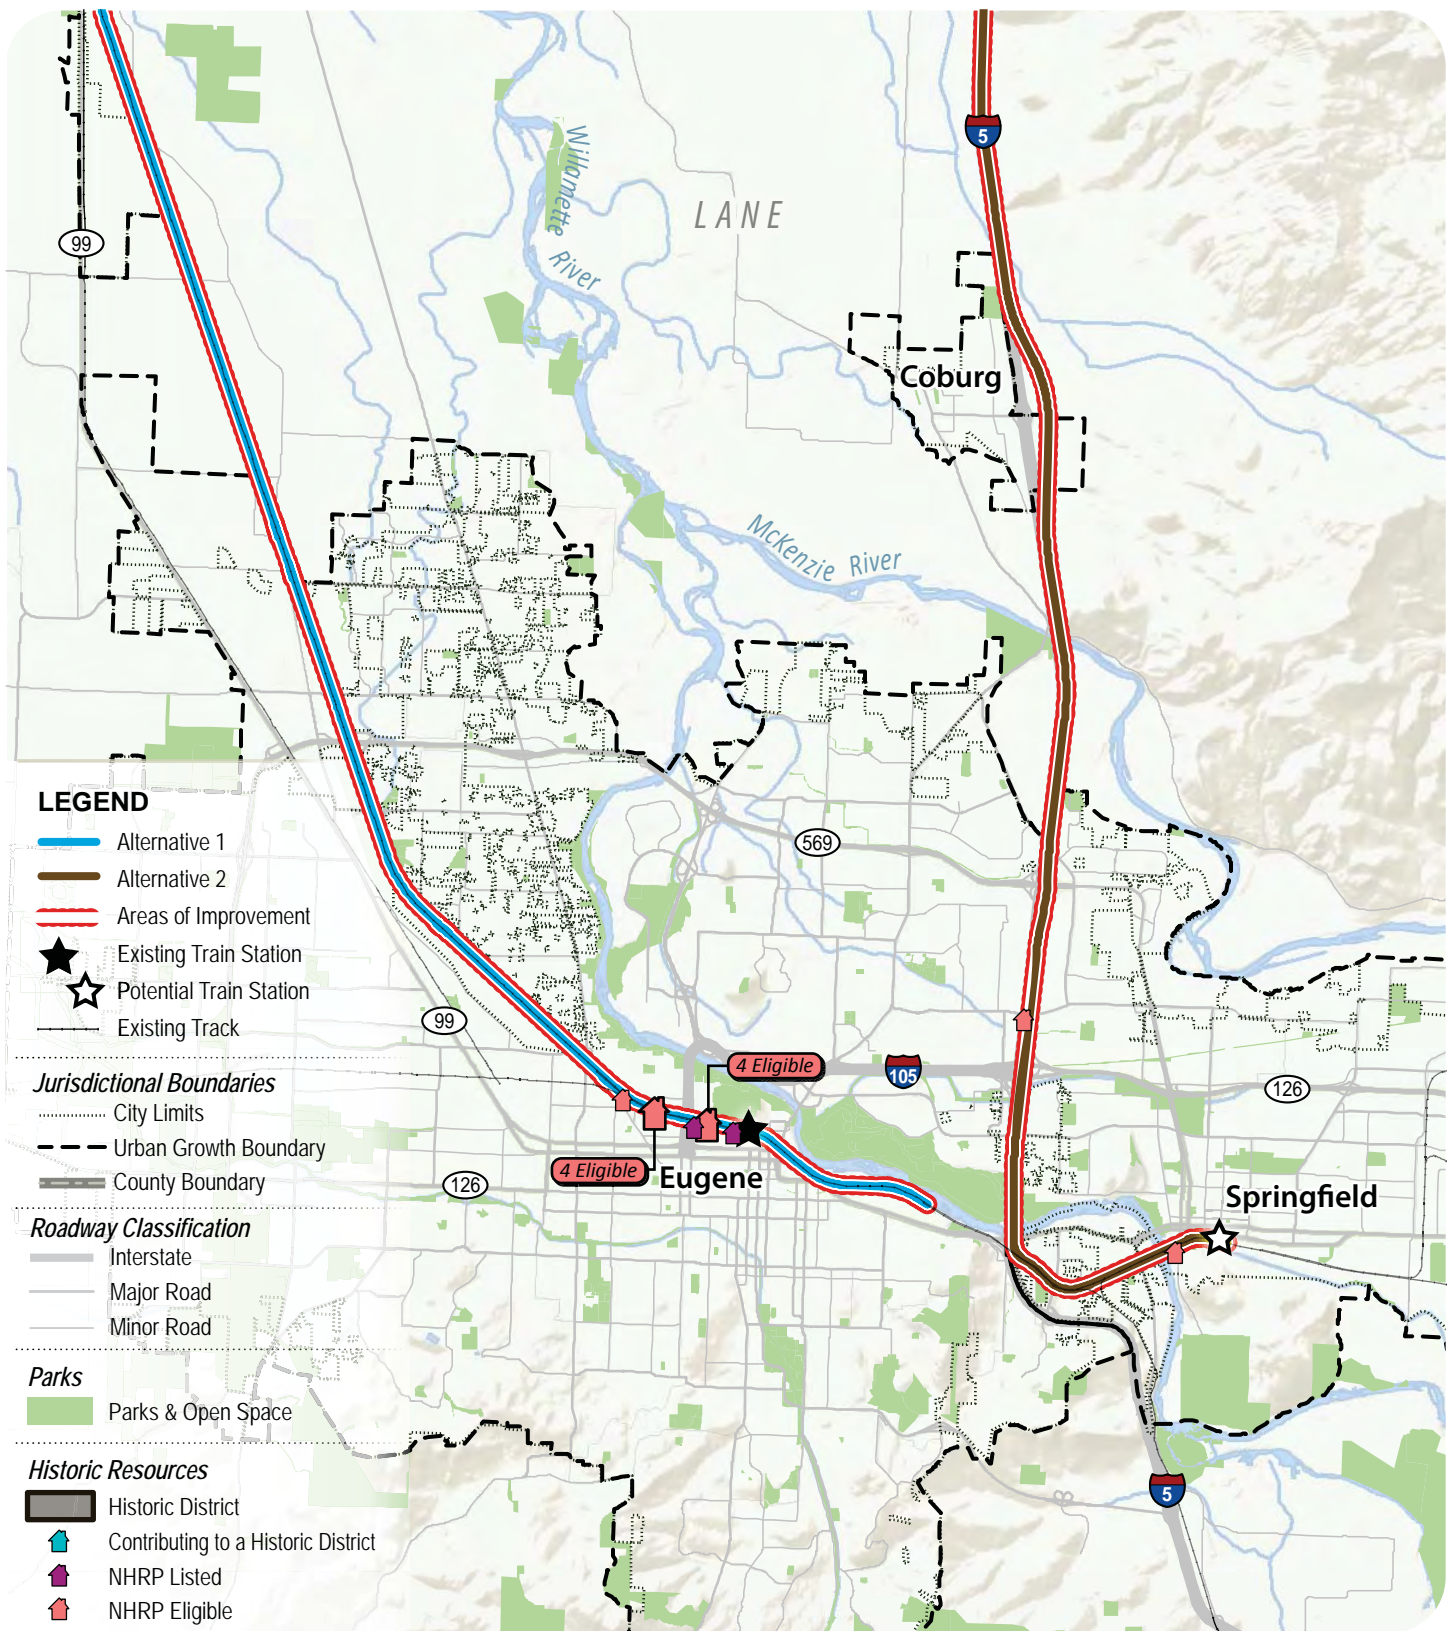 5
Willamette
River
LANE
99
Coburg
McKenzie River
569
99
4 Eligible
105
126
4 Eligible
Eugene
126
Springfield
5
LEGEND
Alternative 1
Alternative 2
Areas of Improvement
Existing Train Station
Potential Train Station
Existing Track
Jurisdictional Boundaries
City Limits
Urban Growth Boundary
County Boundary
Roadway Classification
Interstate
Major Road
Minor Road
Parks
Parks & Open Space
Historic Resources
Historic District
Contributing to a Historic District
NHRP Listed
NHRP Eligible